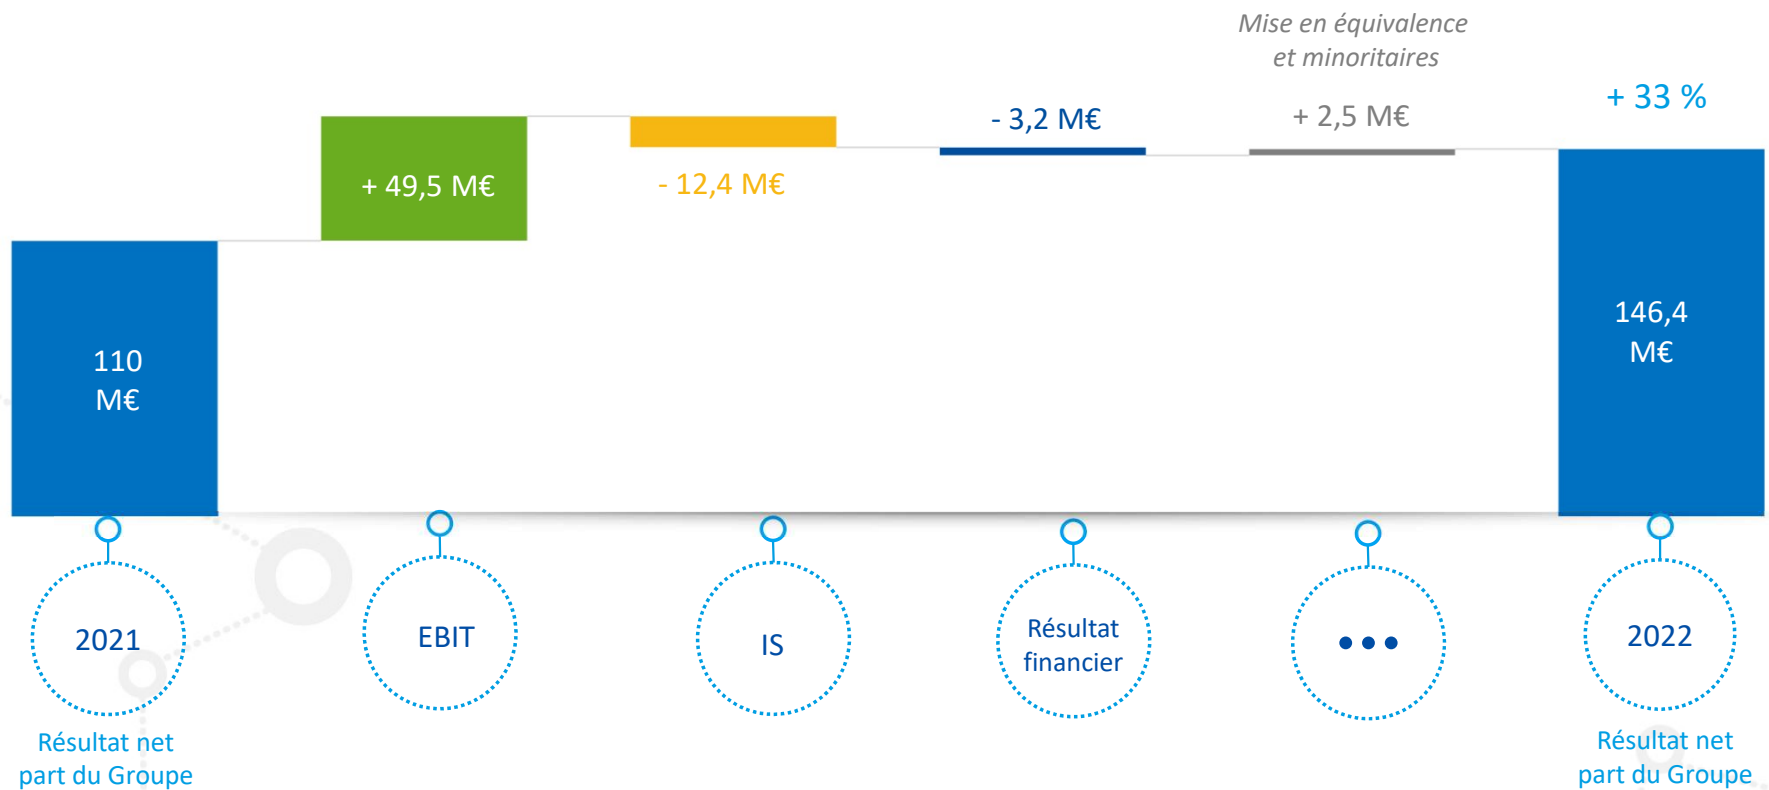 Mise en équivalence
et minoritaires
+ 33 %
- 3,2 M€
+ 2,5 M€
+ 49,5 M€
- 12,4 M€
110
M€
146,4
M€
2021
EBIT
IS
Résultat
financier
•••
2022
Résultat net
part du Groupe
Résultat net
part du Groupe